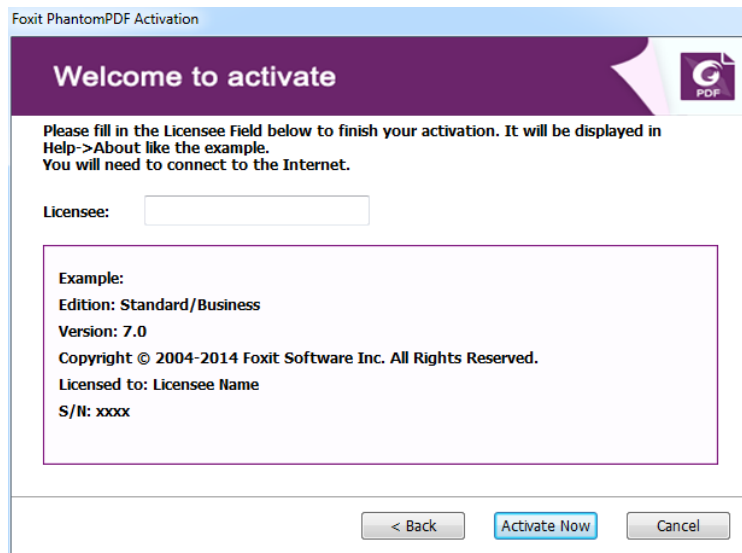 Foxit PhantomPDF Activation
Welcome to activate
PDF
Please fill in the Licensee Field below to finish your activation. It will be displayed in
Help->About like the example.
You will need to connect to the Internet.
Licensee:
Example:
Edition: Standard/Business
Version: 7.0
Copyright © 2004-2014 Foxit Software Inc. All Rights Reserved.
Licensed to: Licensee Name
S/N: xxxx
< Back
Activate Now
Cancel